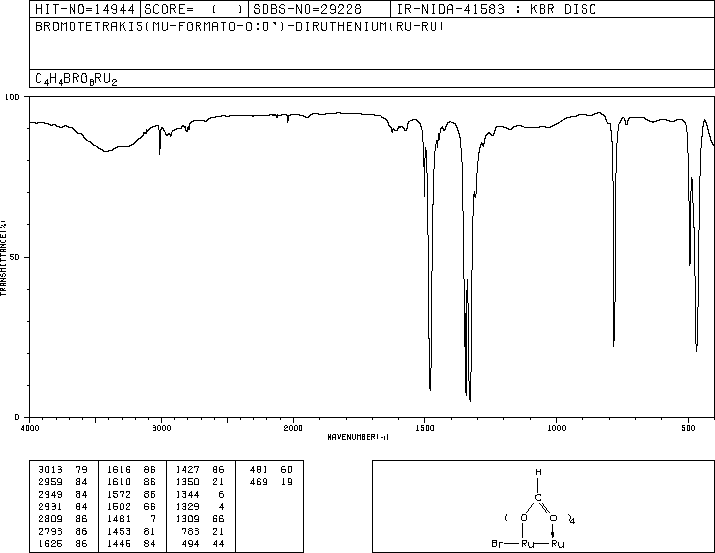 HIT-NO=14944 SCORE= ( ) SDBS-NO=29228 IR-NIDA-41583 : KBR DISC
BROMOTETRAKIS(MU-FORMATO-O:O')-DIRUTHENIUM(RU-RU)
C4H4BRO8RU2
100
TRANSMITTANCE(%)
50
0
4000 3000 2000 1500 1000 500
WAVENUMBER(-1)
3013 79 1616 86 1427 86 481 60
2959 84 1610 86 1350 21 469 19
2949 84 1572 86 1344 6
2931 84 1502 66 1329 4
2809 86 1481 7 1309 66
2793 86 1453 81 783 21
1625 86 1446 84 494 44
H
C
( O O )4
Br Ru Ru